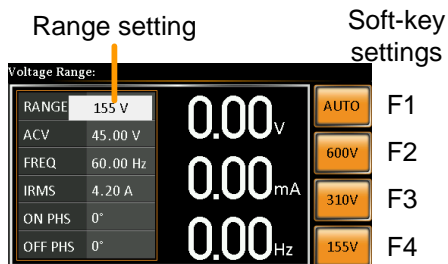 Range setting
Soft-key
settings
Voltage Range:
RANGE 155 V
ACV 45.00 V
FREQ 60.00 Hz
IRMS 4.20 A
ON PHS 0°
OFF PHS 0°
0.00V
0.00mA
0.00Hz
AUTO F1
600V F2
310V F3
155V F4